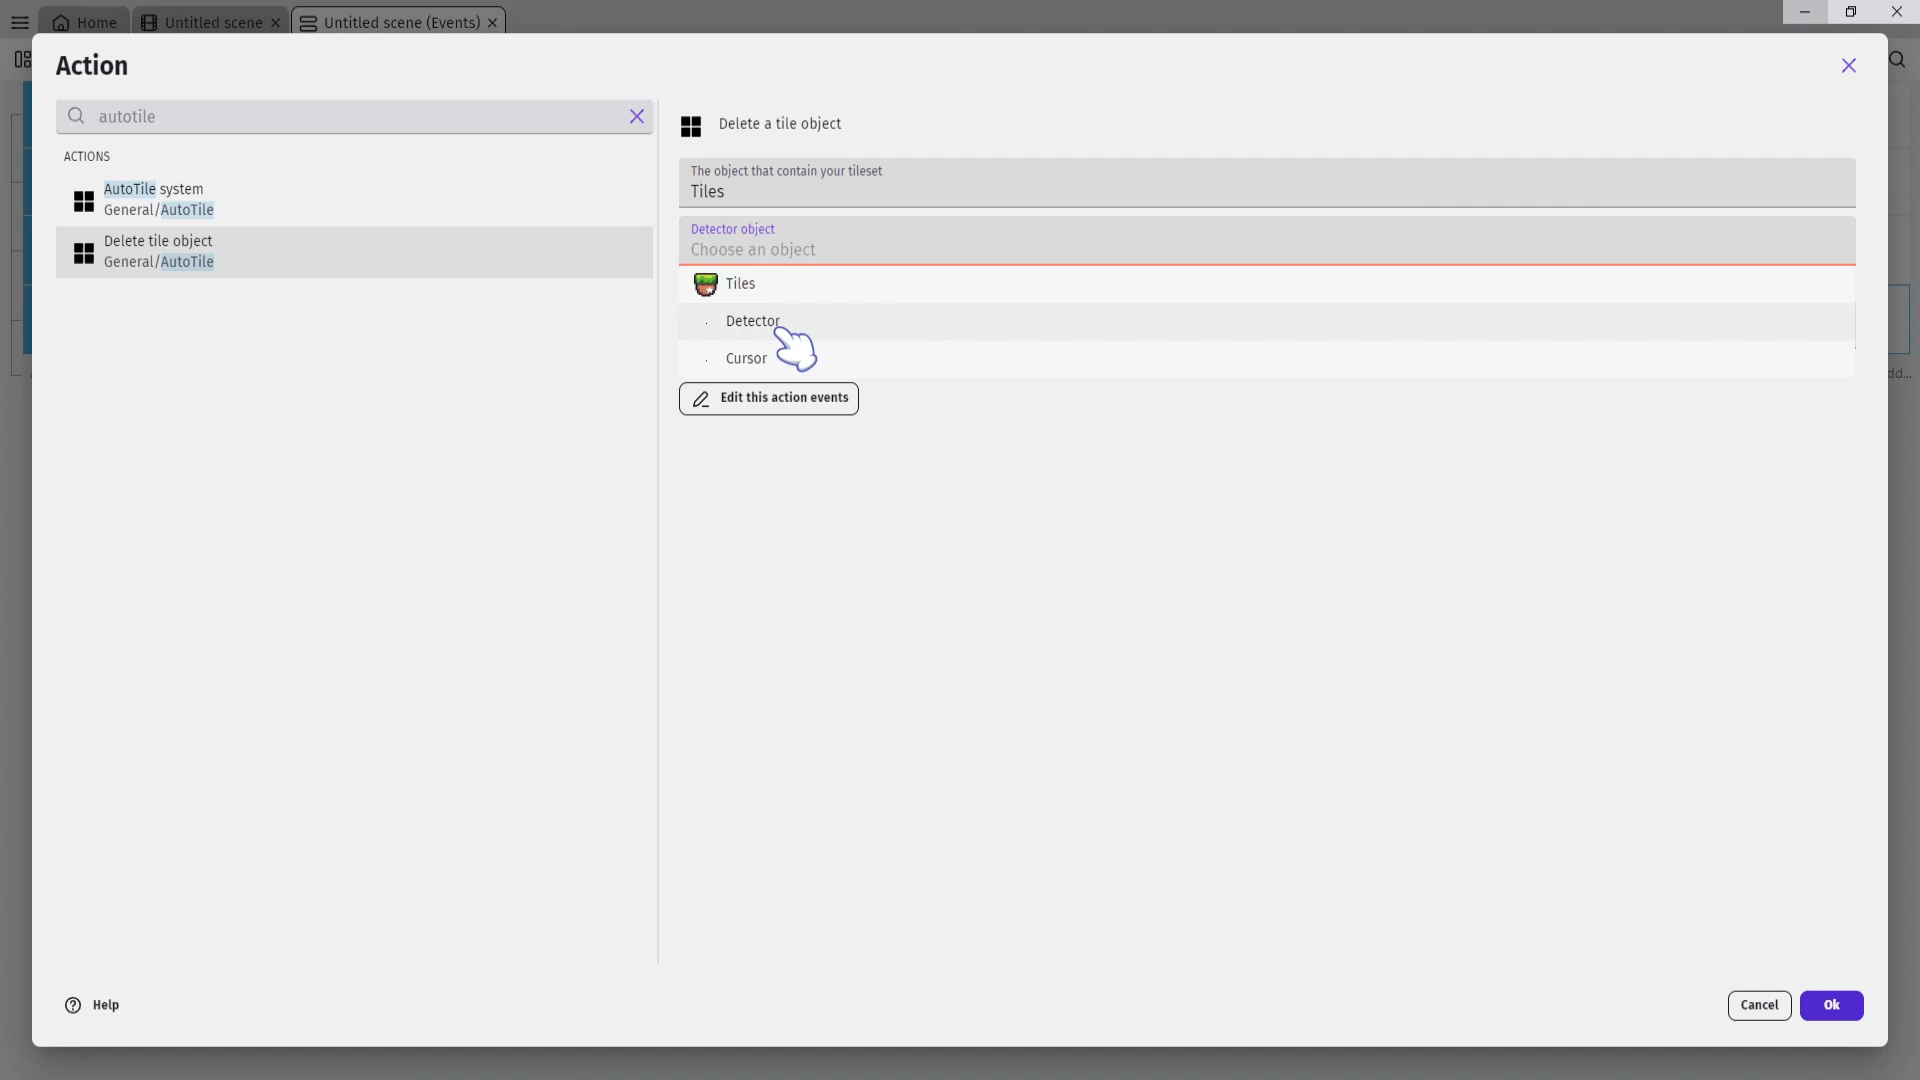 Home
Untitled scene
Untitled scene (Events)
Action
autotile
ACTIONS
AutoTile system
General/AutoTile
Delete tile object
General/AutoTile
Delete a tile object
The object that contain your tileset
Tiles
Detector object
Choose an object
Tiles
Detector
Cursor
Edit this action events
dd...
Help
Cancel
Ok